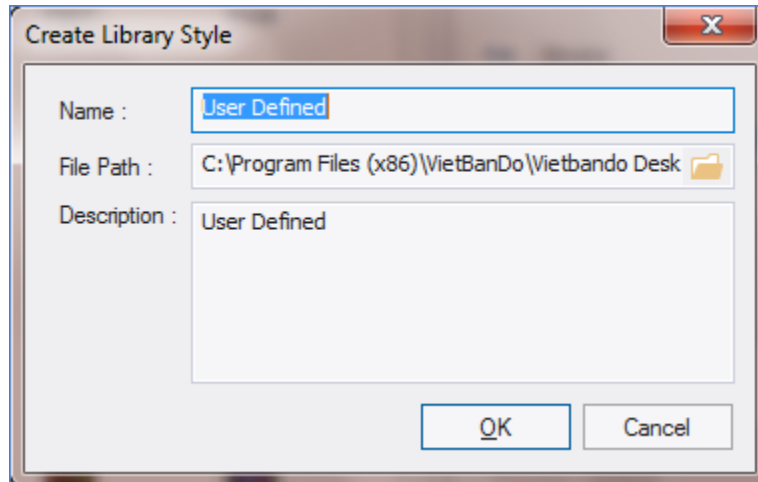 Create Library Style
Name : User Defined
File Path : C:\Program Files (x86)\VietBanDo\Vietbando Desk
Description : User Defined
OK Cancel